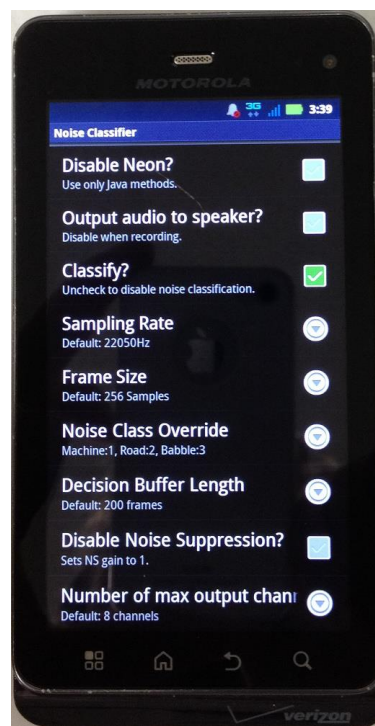 MOTOROLA
3G 3:39
Noise Classifier
Disable Neon?
Use only Java methods.
Output audio to speaker?
Disable when recording.
Classify?
Uncheck to disable noise classification.
Sampling Rate
Default: 22050Hz
Frame Size
Default: 256 Samples
Noise Class Override
Machine:1, Road:2, Babble:3
Decision Buffer Length
Default: 200 frames
Disable Noise Suppression?
Sets NS gain to 1.
Number of max output chan
Default: 8 channels
verizon